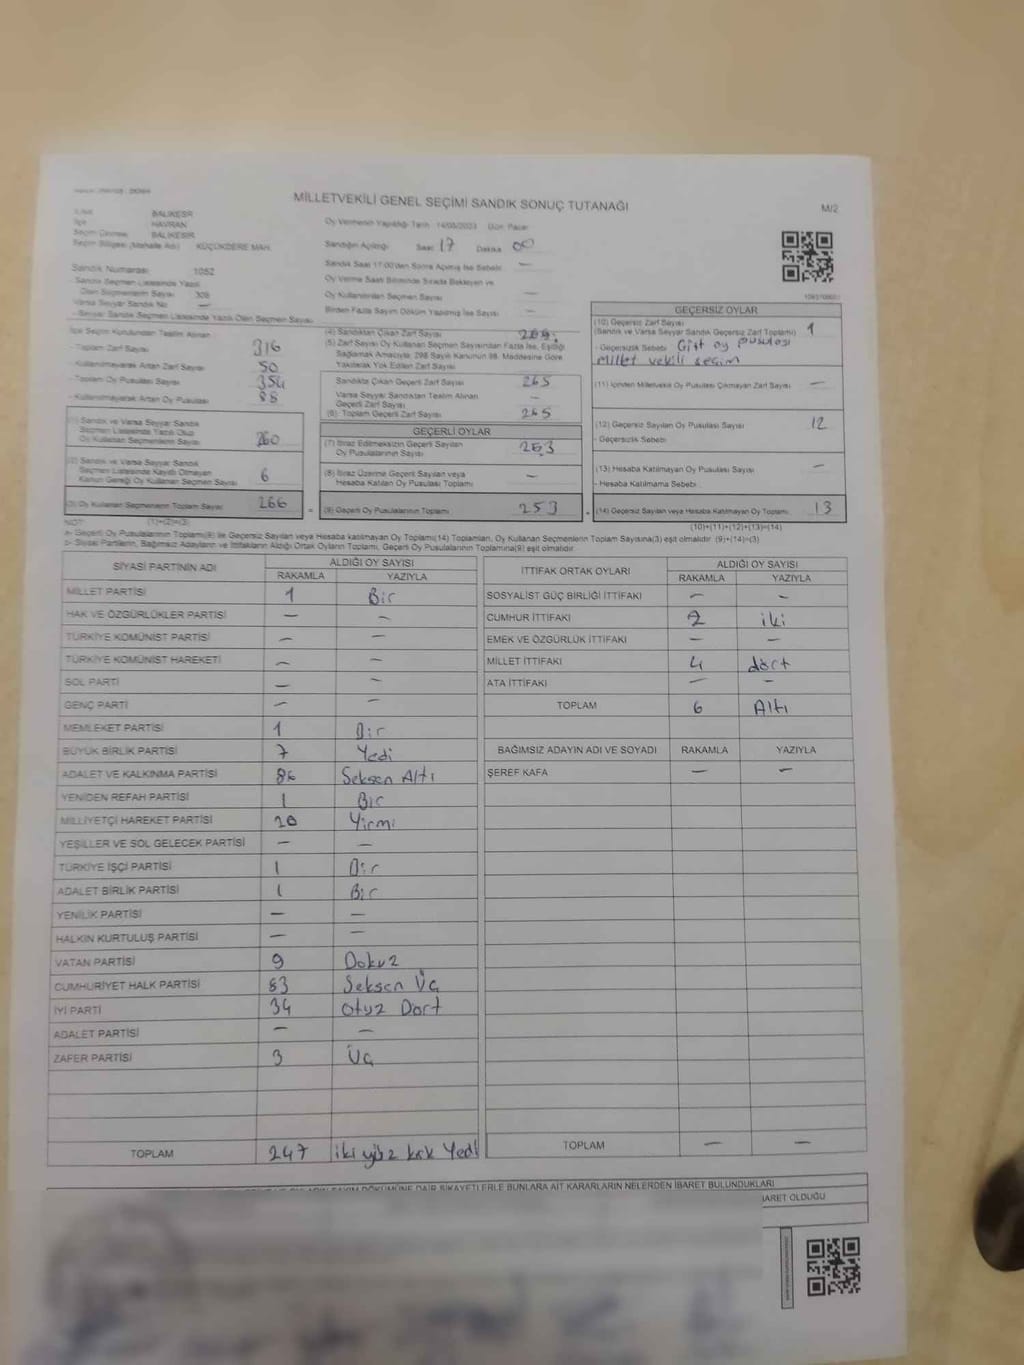 MİLLETVEKİLİ GENEL SEÇİMİ SANDIK SONUÇ TUTANAĞI
M/2
BALIKESİR
İlçe HAVRAN
Seçim Çevresi BALIKESİR
Seçim Bölgesi (Mahalle Adı) KÜÇÜKDERE MAH.
Sandık Numarası 1052
- Sandık Seçmen Listesinde Yazılı
Olan Seçmenlerin Sayısı 308
Varsa Seyyar Sandık No —
- Seyyar Sandık Seçmen Listesinde Yazılı Olan Seçmen Sayısı
Oy Vermenin Yapıldığı Tarih 14/05/2023 Gün Pazar
Sandığın Açılışı Saat 17 Dakika 00
Sandık Saat 17:00'den Sonra Açılmış İse Sebebi —
Oy Verme Saati Bitiminde Sırada Bekleyen ve
Oy Kullandırılan Seçmen Sayısı —
Birden Fazla Sayım Döküm Yapılmış İse Sayısı —
İlçe Seçim Kurulundan Teslim Alınan
- Toplam Zarf Sayısı 316
- Kullanılmayarak Artan Zarf Sayısı 50
- Toplam Oy Pusulası Sayısı 354
- Kullanılmayarak Artan Oy Pusulası 88
(1) Sandık ve Varsa Seyyar Sandık
Seçmen Listesinde Yazılı Olup
Oy Kullanan Seçmenlerin Sayısı 260
(2) Sandık ve Varsa Seyyar Sandık
Seçmen Listesinde Kayıtlı Olmayan
Kanun Gereği Oy Kullanan Seçmen Sayısı 6
(3) Oy Kullanan Seçmenlerin Toplam Sayısı 266
(4) Sandıktan Çıkan Zarf Sayısı
(5) Zarf Sayısı Oy Kullanan Seçmen Sayısından Fazla İse, Eşitliği
Sağlamak Amacıyla, 298 Sayılı Kanunun 98. Maddesine Göre
Yakılarak Yok Edilen Zarf Sayısı
Sandıkta Çıkan Geçerli Zarf Sayısı 265
Varsa Seyyar Sandıktan Teslim Alınan
Geçerli Zarf Sayısı —
(6) Toplam Geçerli Zarf Sayısı 265
GEÇERLİ OYLAR
(7) İtiraz Edilmeksizin Geçerli Sayılan
Oy Pusulalarının Sayısı 253
(8) İtiraz Üzerine Geçerli Sayılan veya
Hesaba Katılan Oy Pusulası Toplamı —
(9) Geçerli Oy Pusulalarının Toplamı 253
GEÇERSİZ OYLAR
(10) Geçersiz Zarf Sayısı
(Sandık ve Varsa Seyyar Sandık Geçersiz Zarf Toplamı) 1
- Geçersizlik Sebebi Çift oy pusulası
Millet vekili seçim
(11) İçinden Milletvekili Oy Pusulası Çıkmayan Zarf Sayısı —
(12) Geçersiz Sayılan Oy Pusulası Sayısı 12
- Geçersizlik Sebebi
(13) Hesaba Katılmayan Oy Pusulası Sayısı —
- Hesaba Katılmama Sebebi
(14) Geçersiz Sayılan veya Hesaba Katılmayan Oy Toplamı 13
NOT: (1)+(2)=(3)
(10)+(11)+(12)+(13)=(14)
a- Geçerli Oy Pusulalarının Toplamı(9) ile Geçersiz Sayılan veya Hesaba katılmayan Oy Toplamı(14) Toplamları, Oy Kullanan Seçmenlerin Toplam Sayısına(3) eşit olmalıdır. (9)+(14)=(3)
b- Siyasi Partilerin, Bağımsız Adayların ve İttifakların Aldığı Ortak Oyların Toplamı, Geçerli Oy Pusulalarının Toplamına(9) eşit olmalıdır.
SİYASİ PARTİNİN ADI ALDIĞI OY SAYISI
RAKAMLA YAZIYLA
MİLLET PARTİSİ 1 Bir
HAK VE ÖZGÜRLÜKLER PARTİSİ — —
TÜRKİYE KOMÜNİST PARTİSİ — —
TÜRKİYE KOMÜNİST HAREKETİ — —
SOL PARTİ — —
GENÇ PARTİ — —
MEMLEKET PARTİSİ 1 Bir
BÜYÜK BİRLİK PARTİSİ 7 Yedi
ADALET VE KALKINMA PARTİSİ 86 Seksen Altı
YENİDEN REFAH PARTİSİ 1 Bir
MİLLİYETÇİ HAREKET PARTİSİ 20 Yirmi
YEŞİLLER VE SOL GELECEK PARTİSİ — —
TÜRKİYE İŞÇİ PARTİSİ 1 Bir
ADALET BİRLİK PARTİSİ 1 Bir
YENİLİK PARTİSİ — —
HALKIN KURTULUŞ PARTİSİ — —
VATAN PARTİSİ 9 Dokuz
CUMHURİYET HALK PARTİSİ 83 Seksen Üç
İYİ PARTİ 34 Otuz Dört
ADALET PARTİSİ — —
ZAFER PARTİSİ 3 Üç
TOPLAM 247 iki yüz kırk Yedi
İTTİFAK ORTAK OYLARI ALDIĞI OY SAYISI
RAKAMLA YAZIYLA
SOSYALİST GÜÇ BİRLİĞİ İTTİFAKI — —
CUMHUR İTTİFAKI 2 iki
EMEK VE ÖZGÜRLÜK İTTİFAKI — —
MİLLET İTTİFAKI 4 dört
ATA İTTİFAKI — —
TOPLAM 6 Altı
BAĞIMSIZ ADAYIN ADI VE SOYADI RAKAMLA YAZIYLA
ŞEREF KAFA — —
TOPLAM — —
DÖKÜMÜNE DAİR ŞİKAYETLERLE BUNLARA AİT KARARLARIN NELERDEN İBARET BULUNDUKLARI
İBARET OLDUĞU